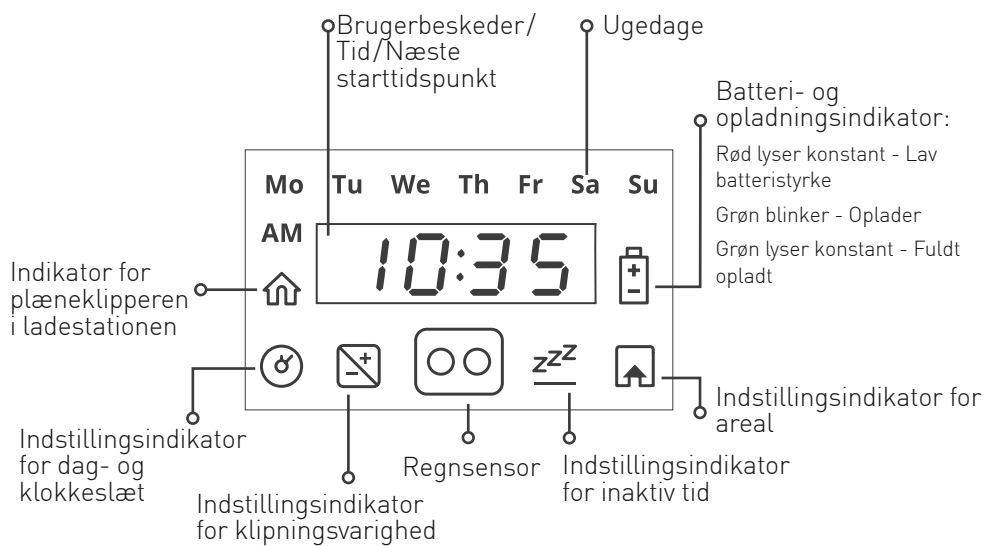 Brugerbeskeder/
Tid/Næste
starttidspunkt
Ugedage
Batteri- og
opladningsindikator:
Rød lyser konstant - Lav
batteristyrke
Grøn blinker - Oplader
Grøn lyser konstant - Fuldt
opladt
Mo Tu We Th Fr Sa Su
AM
10:35
Indikator for
plæneklipperen
i ladestationen
zzz
Indstillingsindikator for
areal
Indstillingsindikator
for dag- og
klokkeslæt
Regnsensor
Indstillingsindikator
for inaktiv tid
Indstillingsindikator
for klipningsvarighed